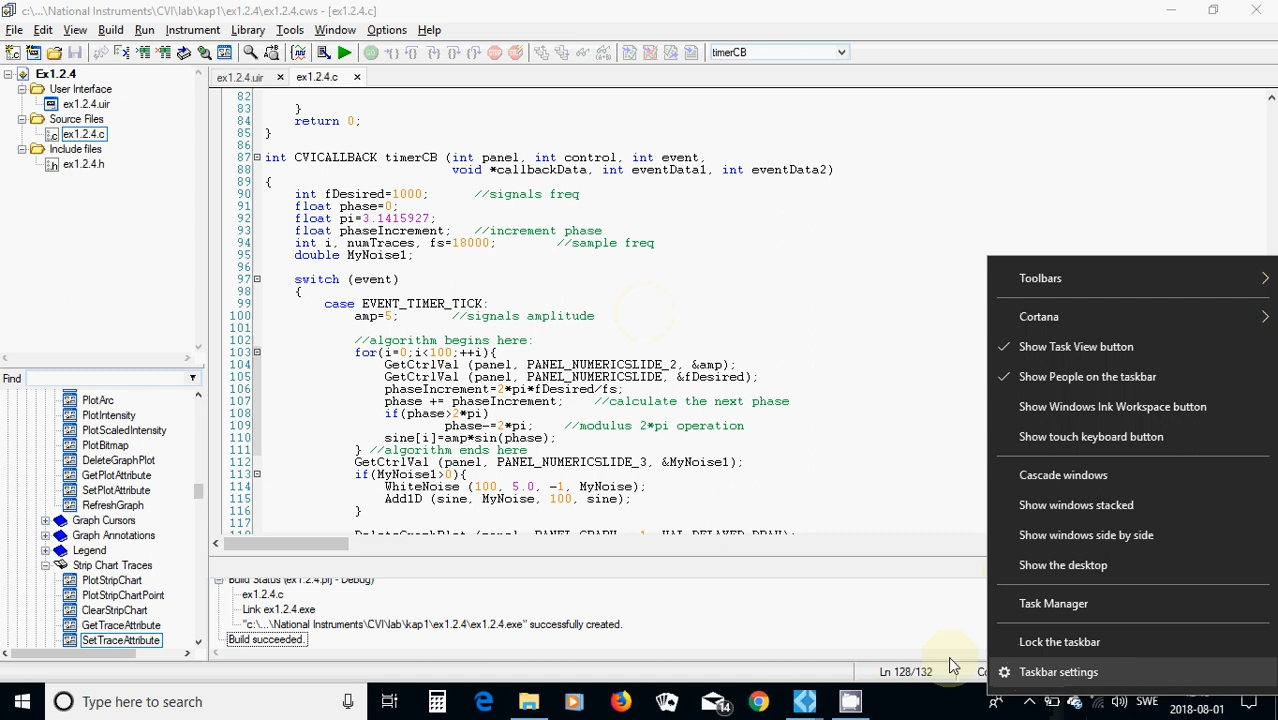 c:\...\National Instruments\CVI\lab\kap1\ex1.2.4\ex1.2.4.cws - [ex1.2.4.c]
File Edit View Build Run Instrument Library Tools Window Options Help
timerCB
Ex1.2.4
User Interface
ex1.2.4.uir
Source Files
ex1.2.4.c
Include files
ex1.2.4.h
Find
PlotArc
PlotIntensity
PlotScaledIntensity
PlotBitmap
DeleteGraphPlot
GetPlotAttribute
SetPlotAttribute
RefreshGraph
Graph Cursors
Graph Annotations
Legend
Strip Chart Traces
PlotStripChart
PlotStripChartPoint
ClearStripChart
GetTraceAttribute
SetTraceAttribute
ex1.2.4.uir ex1.2.4.c
82
83 }
84 return 0;
85 }
86
87 int CVICALLBACK timerCB (int panel, int control, int event,
88 void *callbackData, int eventData1, int eventData2)
89 {
90 int fDesired=1000; //signals freq
91 float phase=0;
92 float pi=3.1415927;
93 float phaseIncrement; //increment phase
94 int i, numTraces, fs=18000; //sample freq
95 double MyNoise1;
96
97 switch (event)
98 {
99 case EVENT_TIMER_TICK:
100 amp=5; //signals amplitude
101
102 //algorithm begins here:
103 for(i=0;i<100;++i){
104 GetCtrlVal (panel, PANEL_NUMERICSLIDE_2, &amp);
105 GetCtrlVal (panel, PANEL_NUMERICSLIDE, &fDesired);
106 phaseIncrement=2*pi*fDesired/fs;
107 phase += phaseIncrement; //calculate the next phase
108 if(phase>2*pi)
109 phase-=2*pi; //modulus 2*pi operation
110 sine[i]=amp*sin(phase);
111 } //algorithm ends here
112 GetCtrlVal (panel, PANEL_NUMERICSLIDE_3, &MyNoise1);
113 if(MyNoise1>0){
114 WhiteNoise (100, 5.0, -1, MyNoise);
115 Add1D (sine, MyNoise, 100, sine);
116 }
117
118 DeleteGraphPlot (panel, PANEL_GRAPH, -1, VAL_DELAYED_DRAW);
Build Status (ex1.2.4.prj - Debug)
ex1.2.4.c
Link ex1.2.4.exe
"c:\...\National Instruments\CVI\lab\kap1\ex1.2.4\ex1.2.4.exe" successfully created.
Build succeeded.
Ln 128/132
Toolbars
Cortana
Show Task View button
Show People on the taskbar
Show Windows Ink Workspace button
Show touch keyboard button
Cascade windows
Show windows stacked
Show windows side by side
Show the desktop
Task Manager
Lock the taskbar
Taskbar settings
Type here to search
14
SWE
2018-08-01